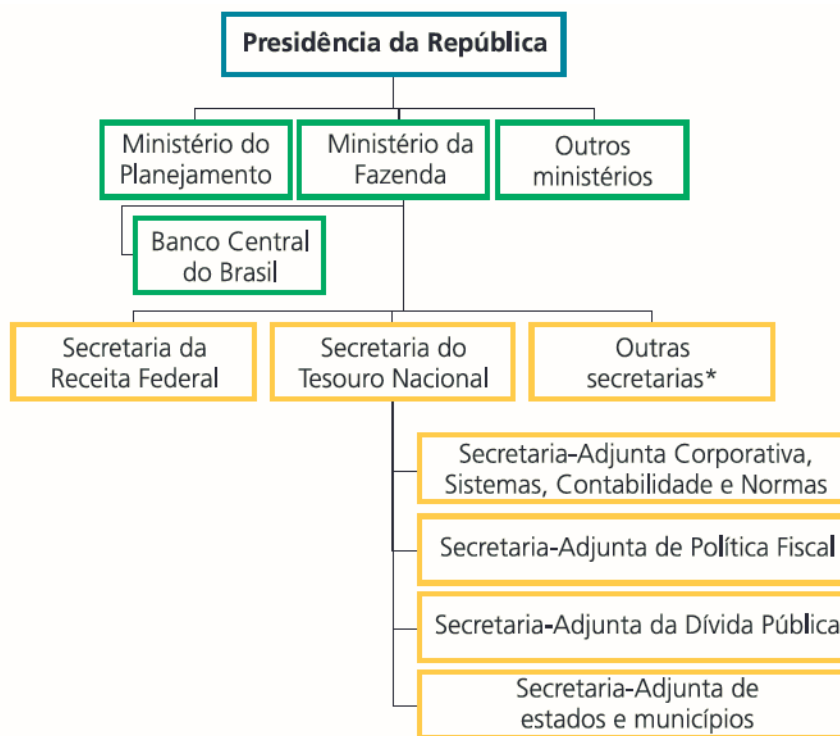 Presidência da República
Ministério do
Planejamento
Ministério da
Fazenda
Outros
ministérios
Banco Central
do Brasil
Secretaria da
Receita Federal
Secretaria do
Tesouro Nacional
Outras
secretarias*
Secretaria-Adjunta Corporativa,
Sistemas, Contabilidade e Normas
Secretaria-Adjunta de Política Fiscal
Secretaria-Adjunta da Dívida Pública
Secretaria-Adjunta de
estados e municípios